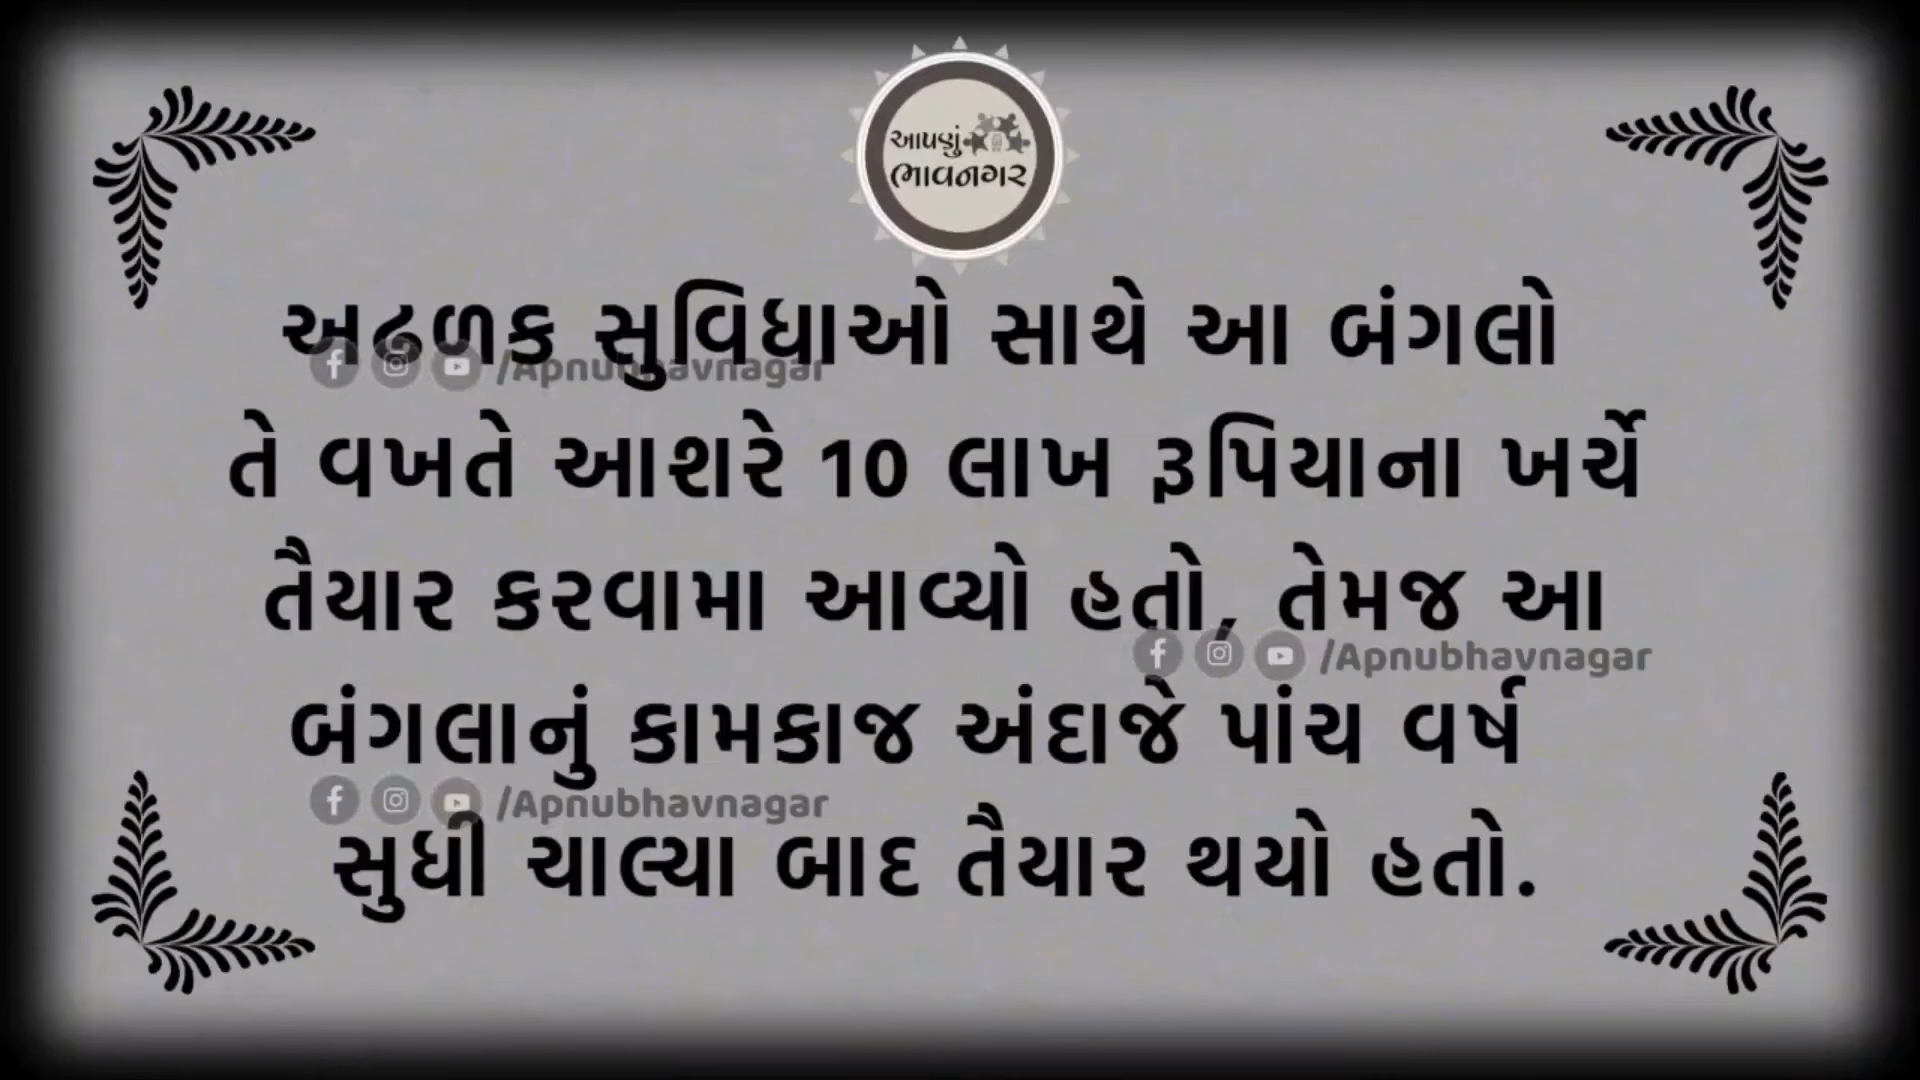 આપણું
ભાવનગર
અઢળક સુવિધાઓ સાથે આ બંગલો
/Apnubhavnagar
તે વખતે આશરે 10 લાખ રૂપિયાના ખર્ચે
તૈયાર કરવામા આવ્યો હતો, તેમજ આ
/Apnubhavnagar
બંગલાનું કામકાજ અંદાજે પાંચ વર્ષ
/Apnubhavnagar
સુધી ચાલ્યા બાદ તૈયાર થયો હતો.